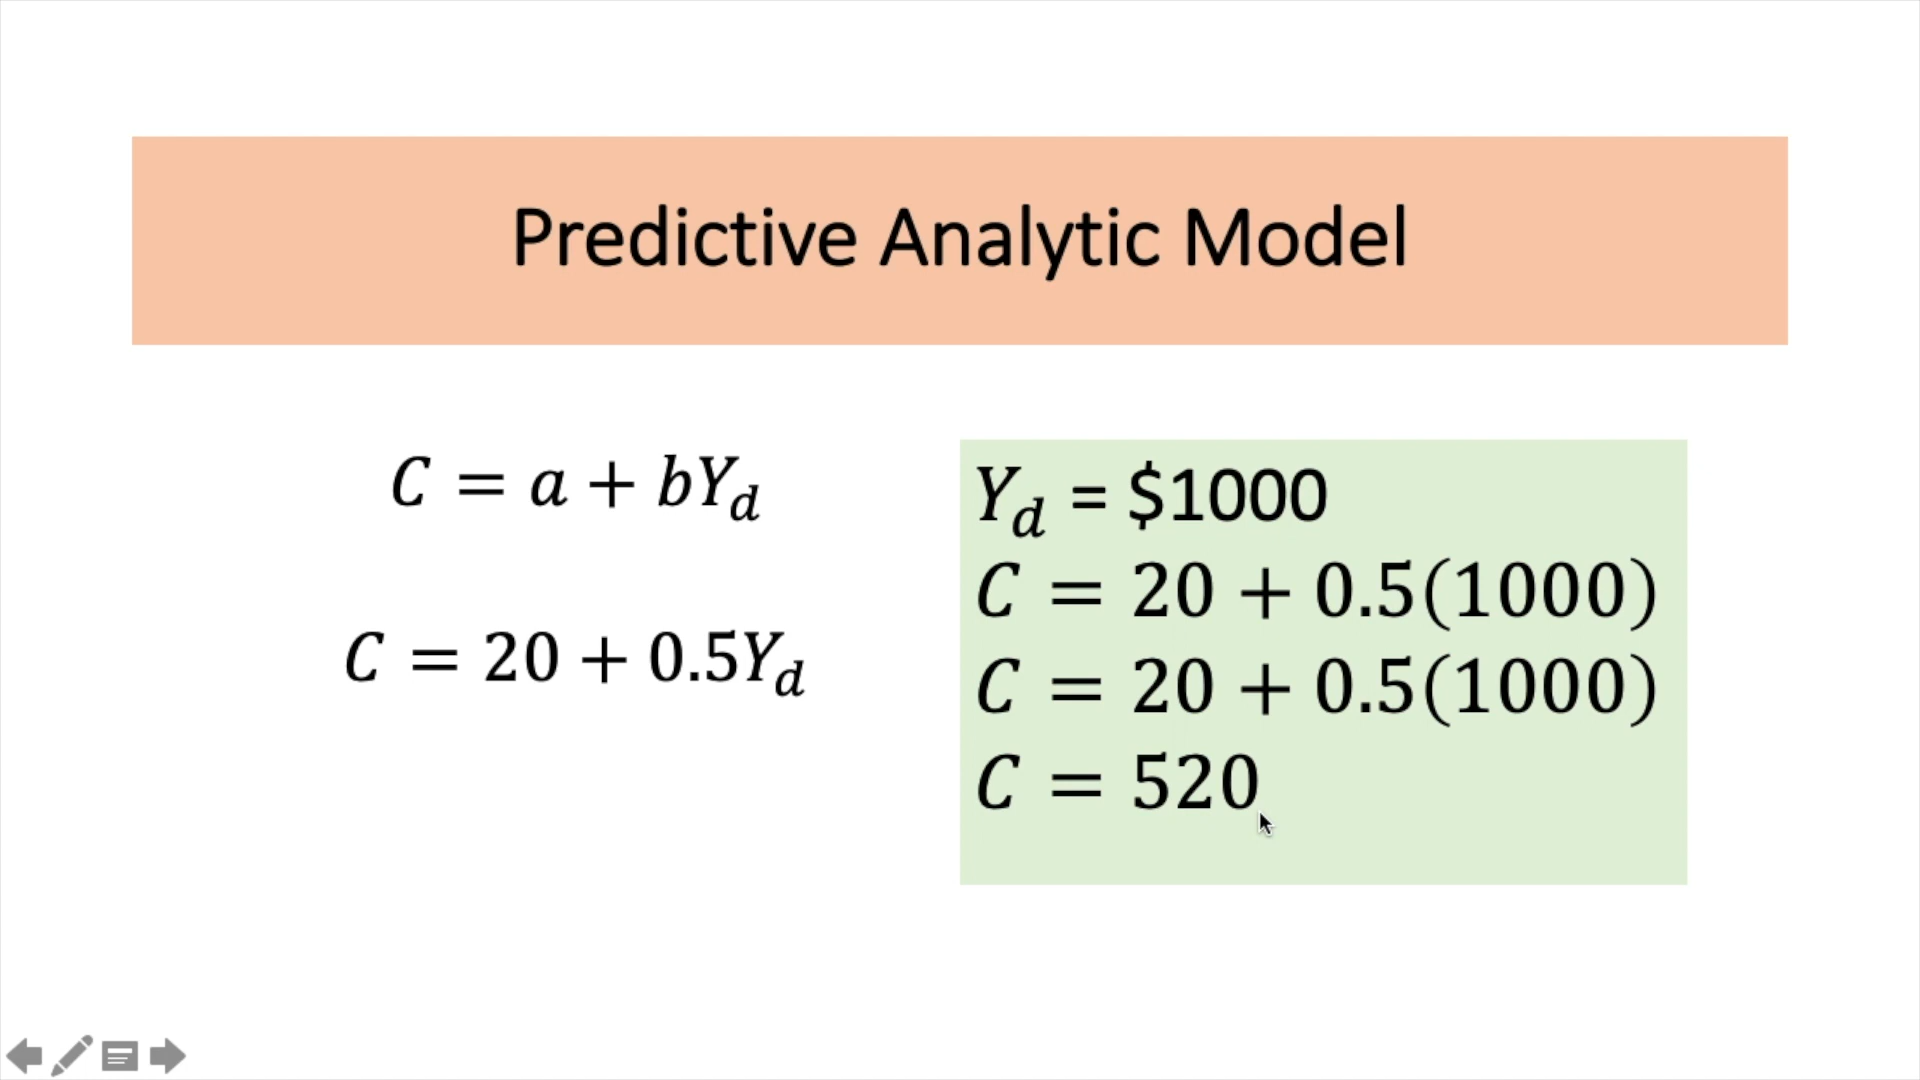 Predictive Analytic Model
C = a + bY_d
C = 20 + 0.5Y_d
Y_d = $1000
C = 20 + 0.5(1000)
C = 20 + 0.5(1000)
C = 520